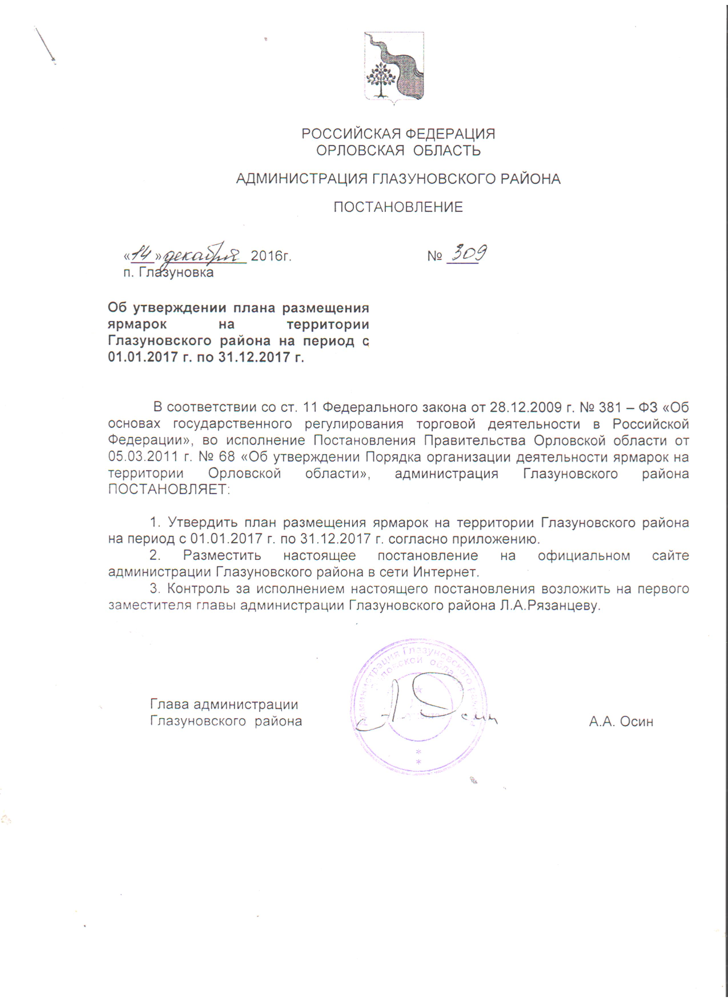 РОССИЙСКАЯ ФЕДЕРАЦИЯ
ОРЛОВСКАЯ ОБЛАСТЬ
АДМИНИСТРАЦИЯ ГЛАЗУНОВСКОГО РАЙОНА
ПОСТАНОВЛЕНИЕ
«14» декабря 2016г. № 309
п. Глазуновка
Об утверждении плана размещения
ярмарок на территории
Глазуновского района на период с
01.01.2017 г. по 31.12.2017 г.
В соответствии со ст. 11 Федерального закона от 28.12.2009 г. № 381 – ФЗ «Об
основах государственного регулирования торговой деятельности в Российской
Федерации», во исполнение Постановления Правительства Орловской области от
05.03.2011 г. № 68 «Об утверждении Порядка организации деятельности ярмарок на
территории Орловской области», администрация Глазуновского района
ПОСТАНОВЛЯЕТ:
1. Утвердить план размещения ярмарок на территории Глазуновского района
на период с 01.01.2017 г. по 31.12.2017 г. согласно приложению.
2. Разместить настоящее постановление на официальном сайте
администрации Глазуновского района в сети Интернет.
3. Контроль за исполнением настоящего постановления возложить на первого
заместителя главы администрации Глазуновского района Л.А.Рязанцеву.
Администрация Глазуновского района
Орловской области
Глава администрации
Глазуновского района А.А. Осин